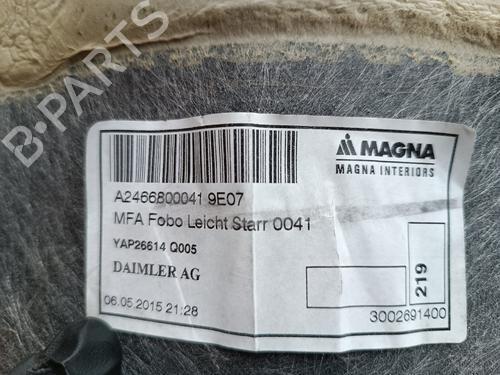 B-PARTS
MAGNA
MAGNA INTERIORS
A2466800041 9E07
MFA Fobo Leicht Starr 0041
YAP26614 Q005
DAIMLER AG
06.05.2015 21:28
219
3002691400